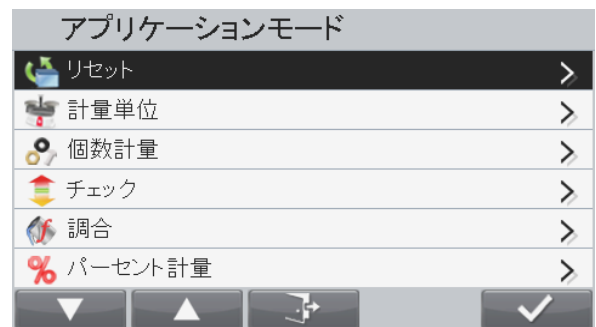 アプリケーションモード
リセット
計量単位
個数計量
チェック
調合
パーセント計量